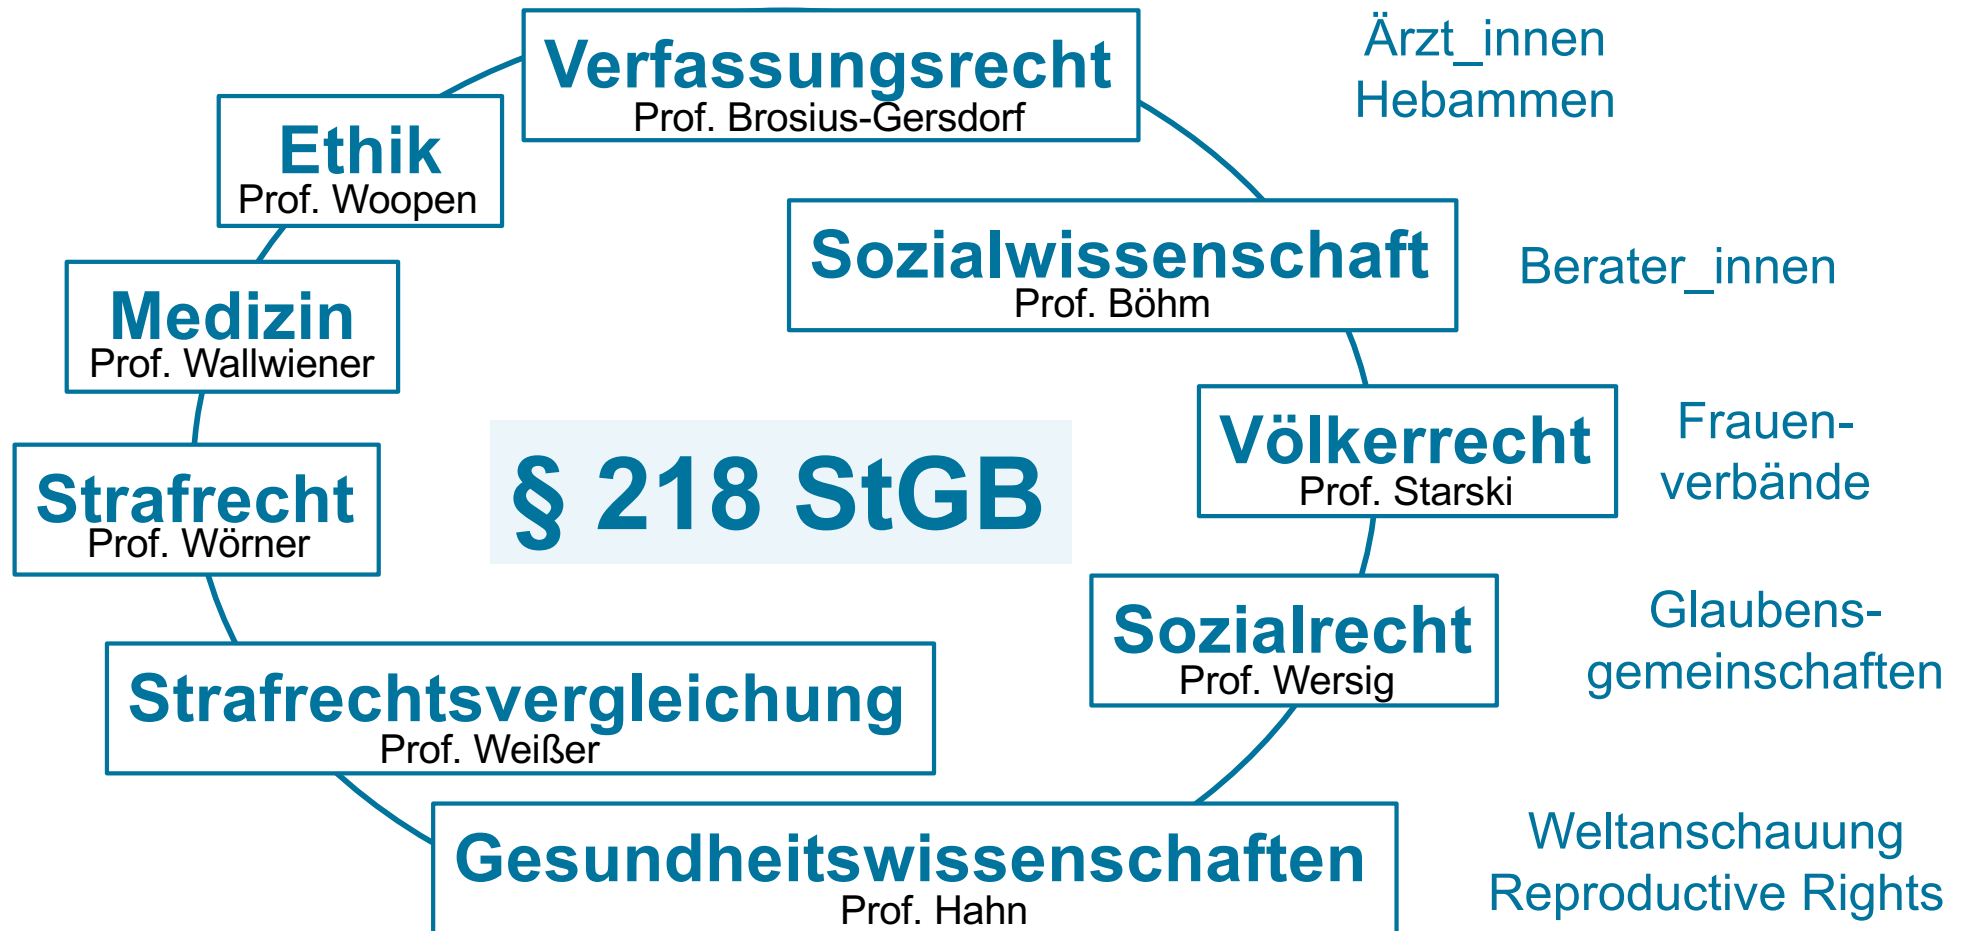 Verfassungsrecht
Prof. Brosius-Gersdorf
Ärzt_innen
Hebammen
Ethik
Prof. Woopen
Sozialwissenschaft
Prof. Böhm
Berater_innen
Medizin
Prof. Wallwiener
Völkerrecht
Prof. Starski
Frauen-
verbände
Strafrecht
Prof. Wörner
§ 218 StGB
Sozialrecht
Prof. Wersig
Glaubens-
gemeinschaften
Strafrechtsvergleichung
Prof. Weißer
Gesundheitswissenschaften
Prof. Hahn
Weltanschauung
Reproductive Rights